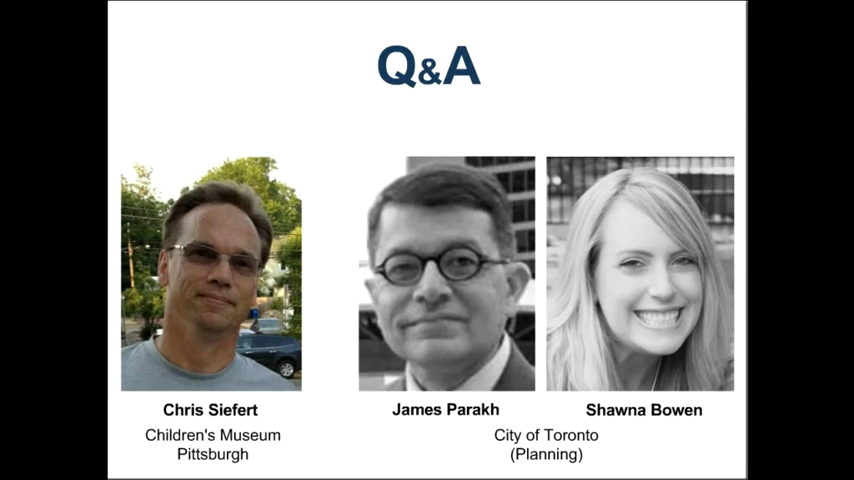 Q&A
Chris Siefert
Children's Museum
Pittsburgh
James Parakh
Shawna Bowen
City of Toronto
(Planning)